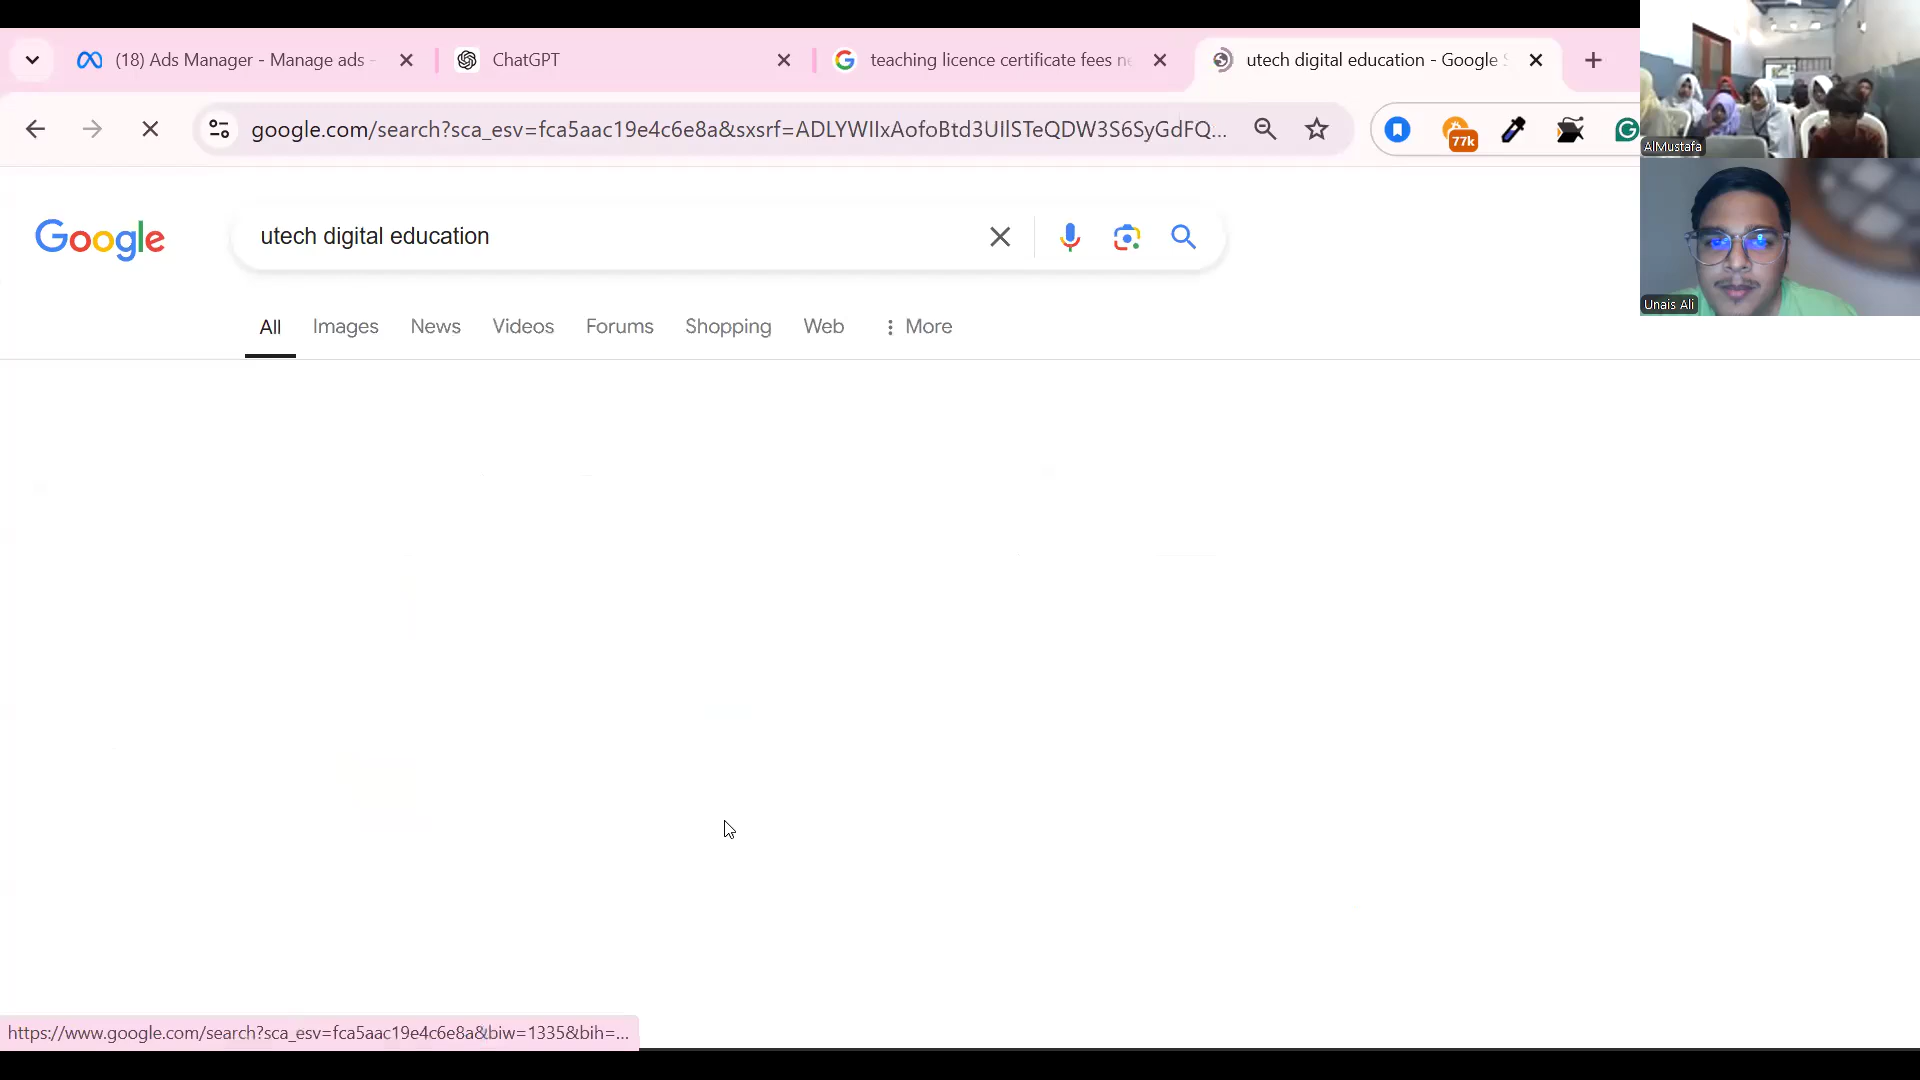 (18) Ads Manager - Manage ads -
ChatGPT
teaching licence certificate fees ne
utech digital education - Google S
google.com/search?sca_esv=fca5aac19e4c6e8a&sxsrf=ADLYWIIxAofoBtd3UIlSTeQDW3S6SyGdFQ...
77k
AlMustafa
Google
utech digital education
Unais Ali
All
Images
News
Videos
Forums
Shopping
Web
More
https://www.google.com/search?sca_esv=fca5aac19e4c6e8a&biw=1335&bih=...